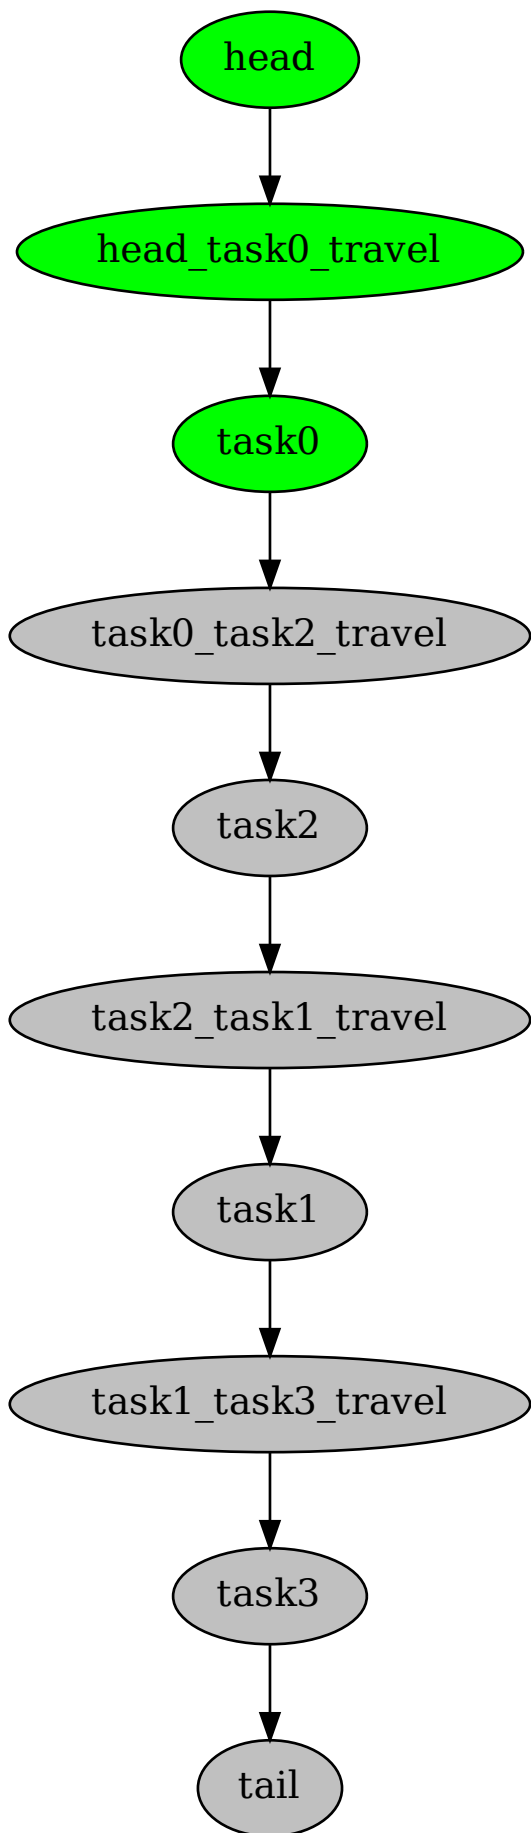 head
head_task0_travel
task0
task0_task2_travel
task2
task2_task1_travel
task1
task1_task3_travel
task3
tail